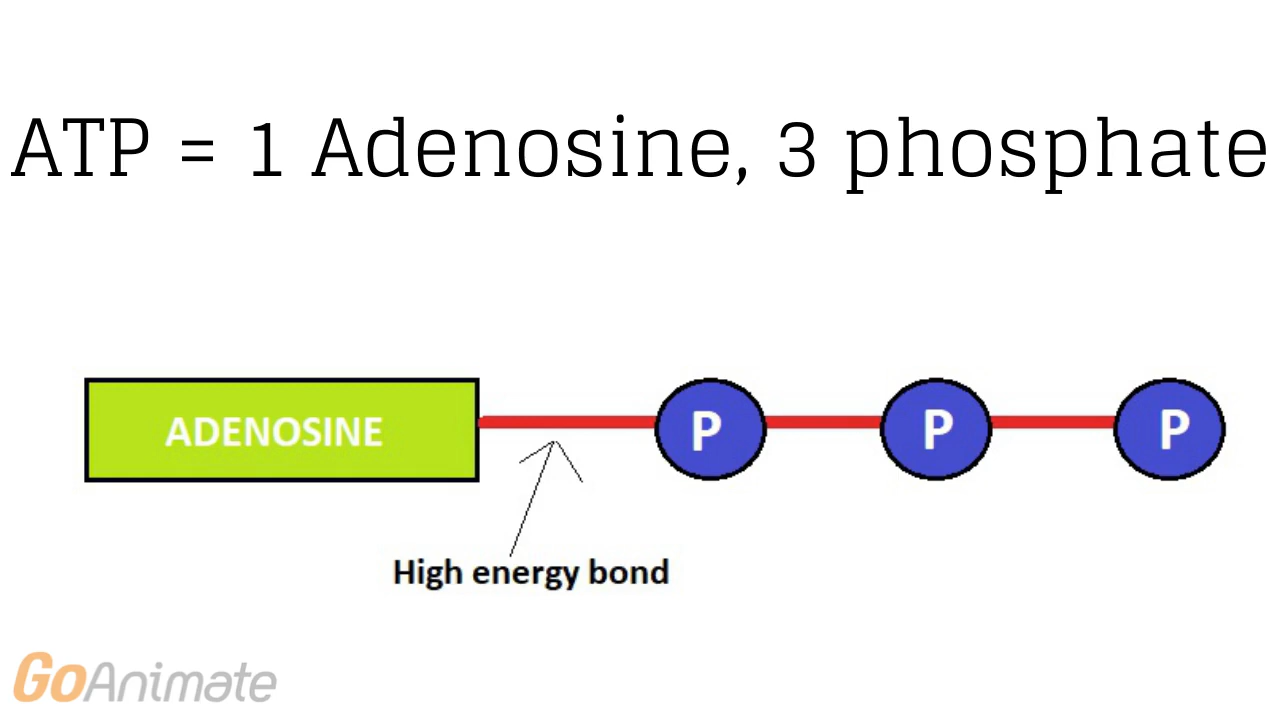 ATP = 1 Adenosine, 3 phosphate
ADENOSINE P P P
High energy bond
GoAnimate